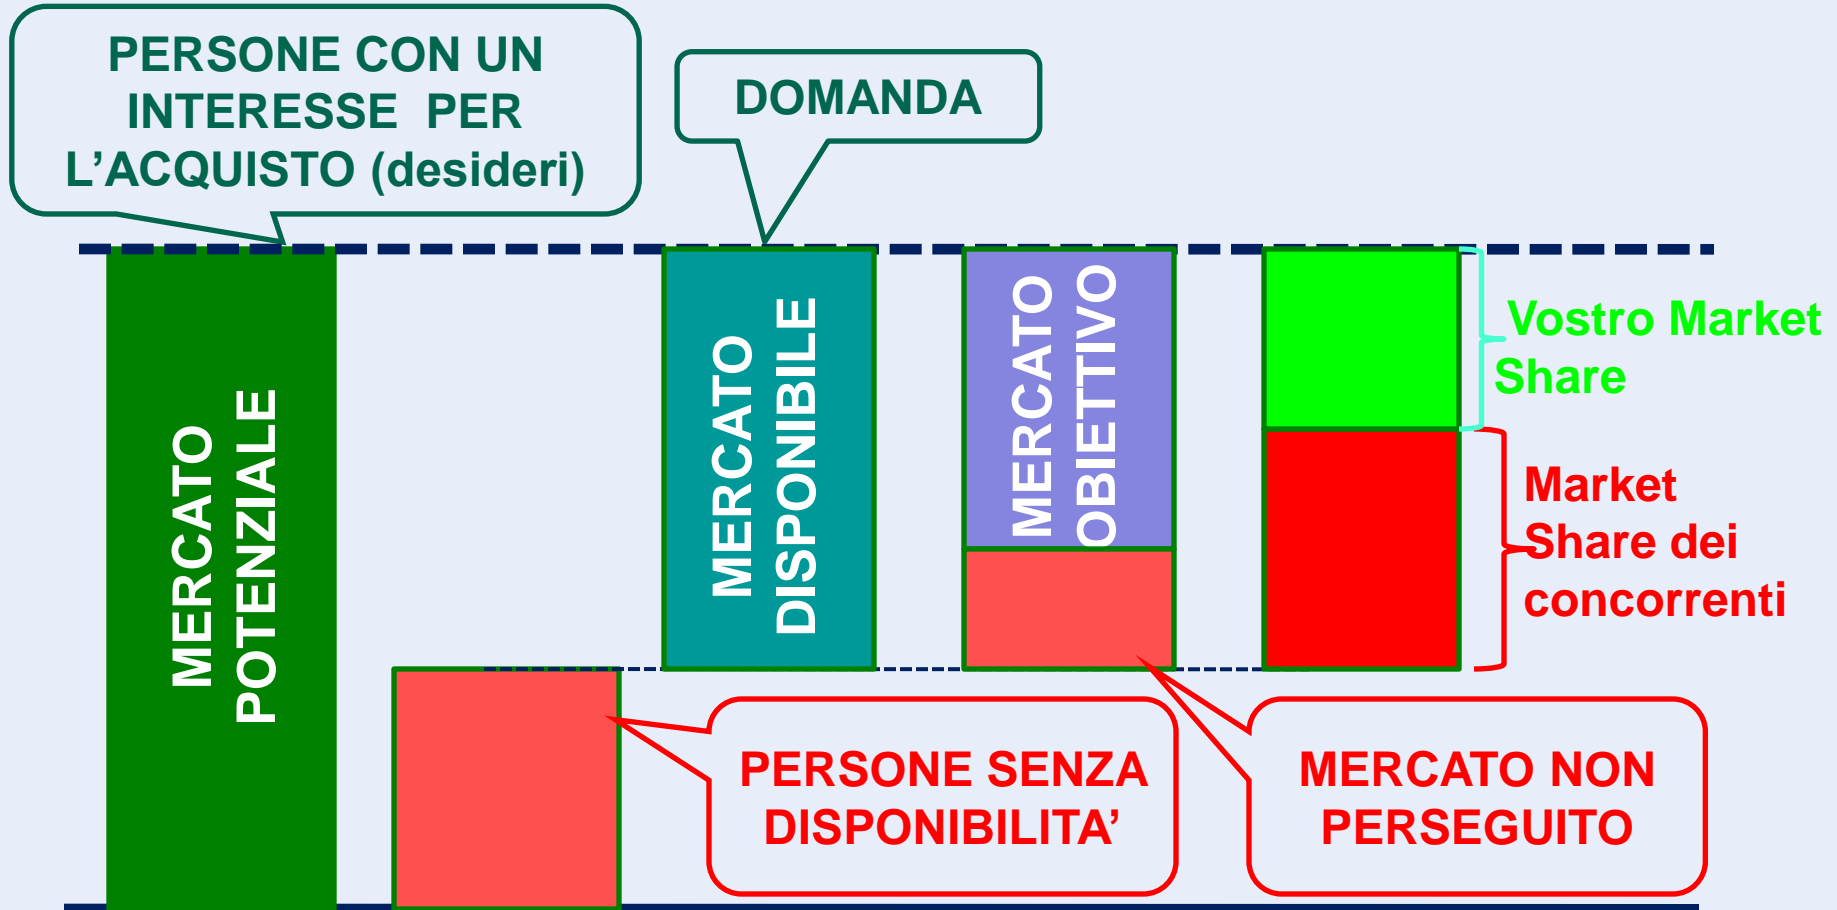 PERSONE CON UN
INTERESSE PER
L’ACQUISTO (desideri)
DOMANDA
MERCATO
POTENZIALE
MERCATO
DISPONIBILE
MERCATO
OBIETTIVO
Vostro Market
Share
Market
Share dei
concorrenti
PERSONE SENZA
DISPONIBILITA’
MERCATO NON
PERSEGUITO